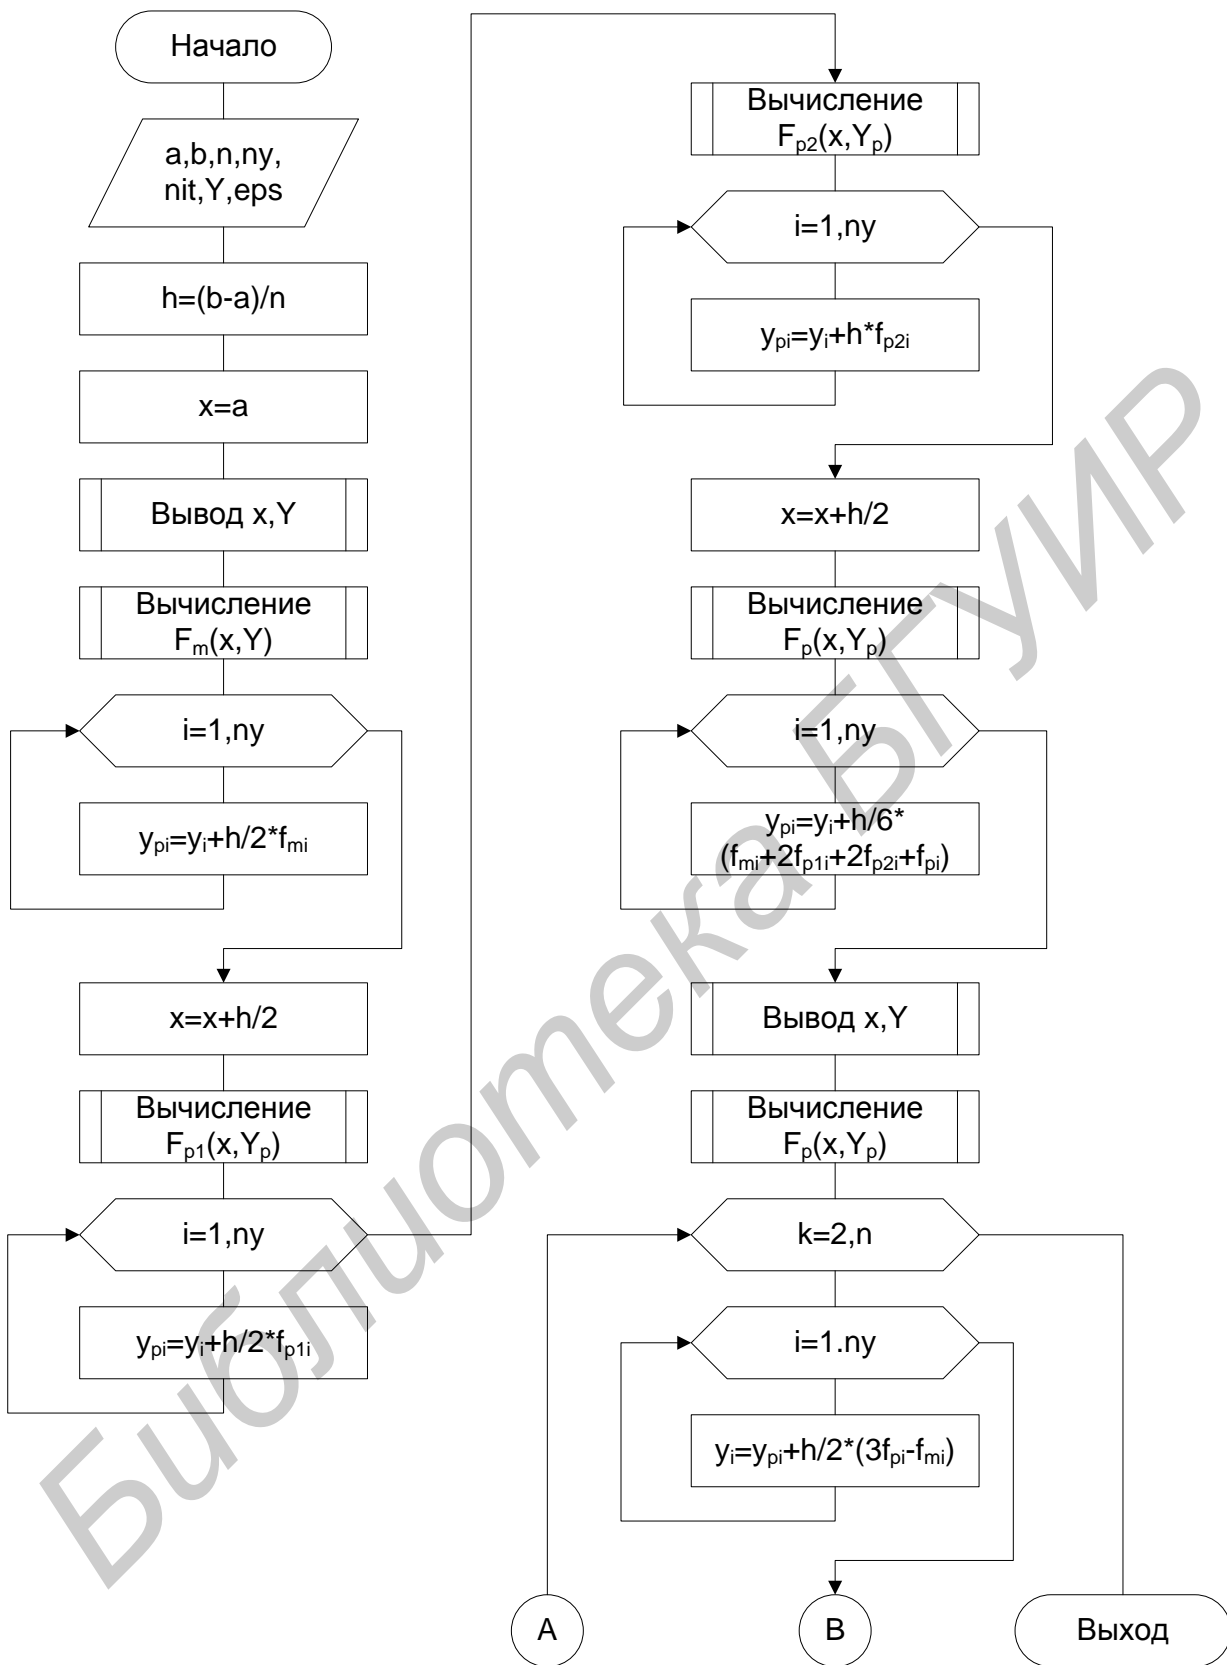 Начало
a,b,n,ny,
nit,Y,eps
h=(b-a)/n
x=a
Вывод x,Y
Вычисление
Fm(x,Y)
i=1,ny
ypi=yi+h/2*fmi
x=x+h/2
Вычисление
Fp1(x,Yp)
i=1,ny
ypi=yi+h/2*fp1i
Вычисление
Fp2(x,Yp)
i=1,ny
ypi=yi+h*fp2i
x=x+h/2
Вычисление
Fp(x,Yp)
i=1,ny
ypi=yi+h/6*
(fmi+2fp1i+2fp2i+fpi)
Вывод x,Y
Вычисление
Fp(x,Yp)
k=2,n
i=1.ny
yi=ypi+h/2*(3fpi-fmi)
A
B
Выход
Библиотека БГУИР